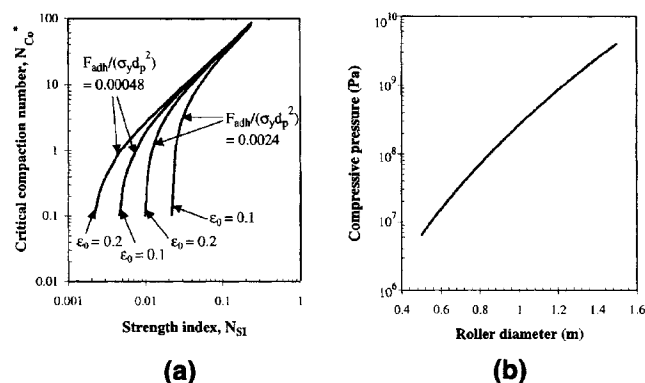 Critical compaction number, N_Co*
100
10
1
0.1
0.01
F_adh/(σ_y d_p^2)
= 0.00048
F_adh/(σ_y d_p^2)
= 0.0024
ε_0 = 0.1
ε_0 = 0.2
ε_0 = 0.2
ε_0 = 0.1
0.001 0.01 0.1 1
Strength index, N_SI
(a)
Compressive pressure (Pa)
10^10
10^9
10^8
10^7
10^6
0.4 0.6 0.8 1 1.2 1.4 1.6
Roller diameter (m)
(b)